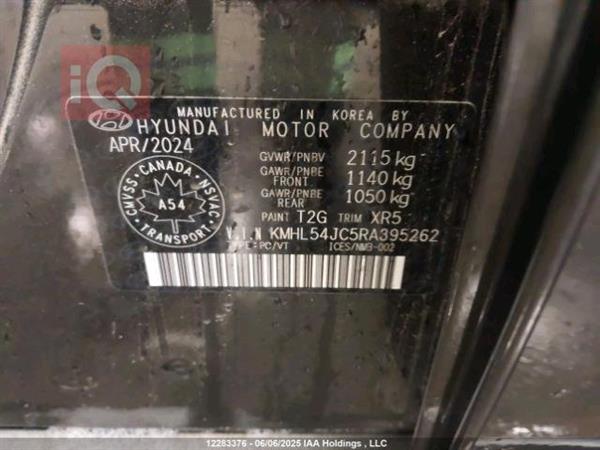 iQ
MANUFACTURED IN KOREA BY
HYUNDAI MOTOR COMPANY
APR/2024
GVWR/PNBV 2115 kg
GAWR/PNBE FRONT 1140 kg
GAWR/PNBE REAR 1050 kg
CANADA
CMVSS
NSVAC
A54
TRANSPORT
PAINT T2G TRIM XR5
V.I.N KMHL54JC5RA395262
TYPE:PC/VT ICES/NMB-002
12283376 - 06/06/2025 IAA Holdings , LLC